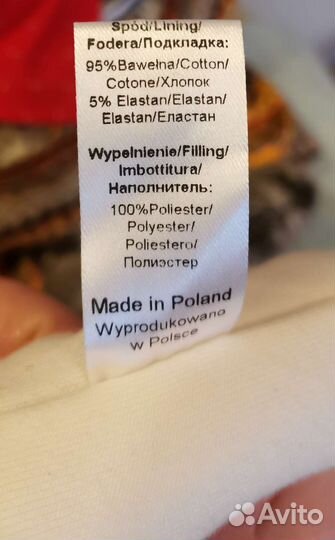 Spód/Lining/
Fodera/Подкладка:
95%Bawełna/Cotton/
Cotone/Хлопок
5% Elastan/Elastan/
Elastan/Еластан
Wypełnienie/Filling/
Imbottitura/
Наполнитель:
100%Poliester/
Polyester/
Poliestero/
Полиэстер
Made in Poland
Wyprodukowano
w Polsce
Avito